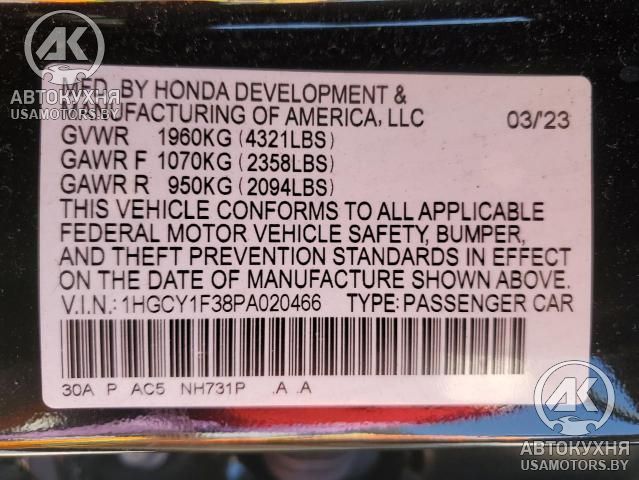 AK
АВТОКУХНЯ
USAMOTORS.BY
MFD. BY HONDA DEVELOPMENT &
MANUFACTURING OF AMERICA, LLC 03/'23
GVWR 1960KG (4321LBS)
GAWR F 1070KG (2358LBS)
GAWR R 950KG (2094LBS)
THIS VEHICLE CONFORMS TO ALL APPLICABLE
FEDERAL MOTOR VEHICLE SAFETY, BUMPER,
AND THEFT PREVENTION STANDARDS IN EFFECT
ON THE DATE OF MANUFACTURE SHOWN ABOVE.
V.I.N.: 1HGCY1F38PA020466 TYPE: PASSENGER CAR
30A P AC5 NH731P .A .A
AK
АВТОКУХНЯ
USAMOTORS.BY